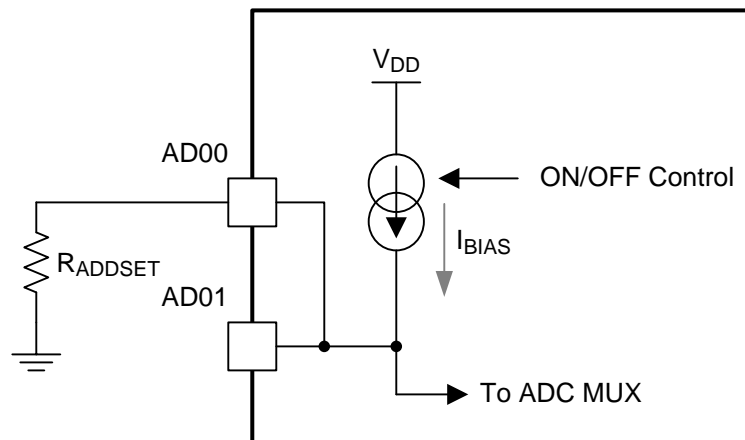 VDD
AD00
ON/OFF Control
IBIAS
RADDSET
AD01
To ADC MUX